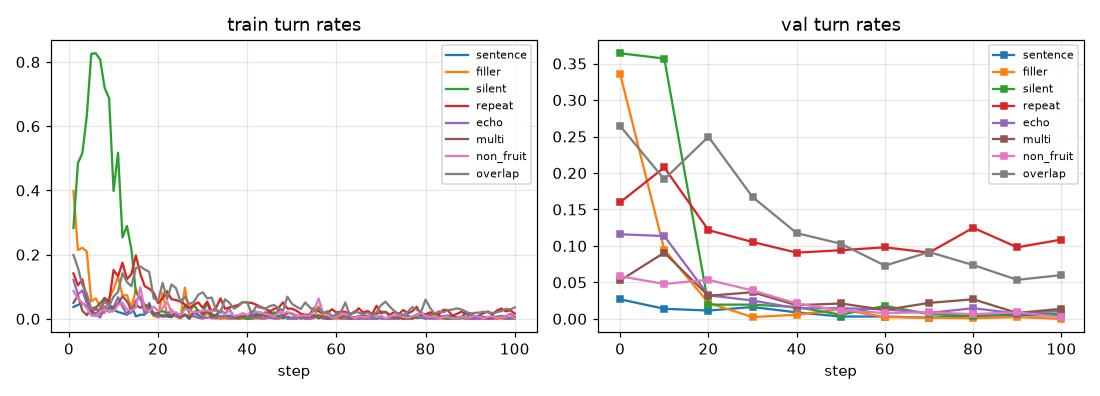 train turn rates
0.8
0.6
0.4
0.2
0.0
0
20
40
60
80
100
step
sentence
filler
silent
repeat
echo
multi
non_fruit
overlap
val turn rates
0.35
0.30
0.25
0.20
0.15
0.10
0.05
0.00
0
20
40
60
80
100
step
sentence
filler
silent
repeat
echo
multi
non_fruit
overlap